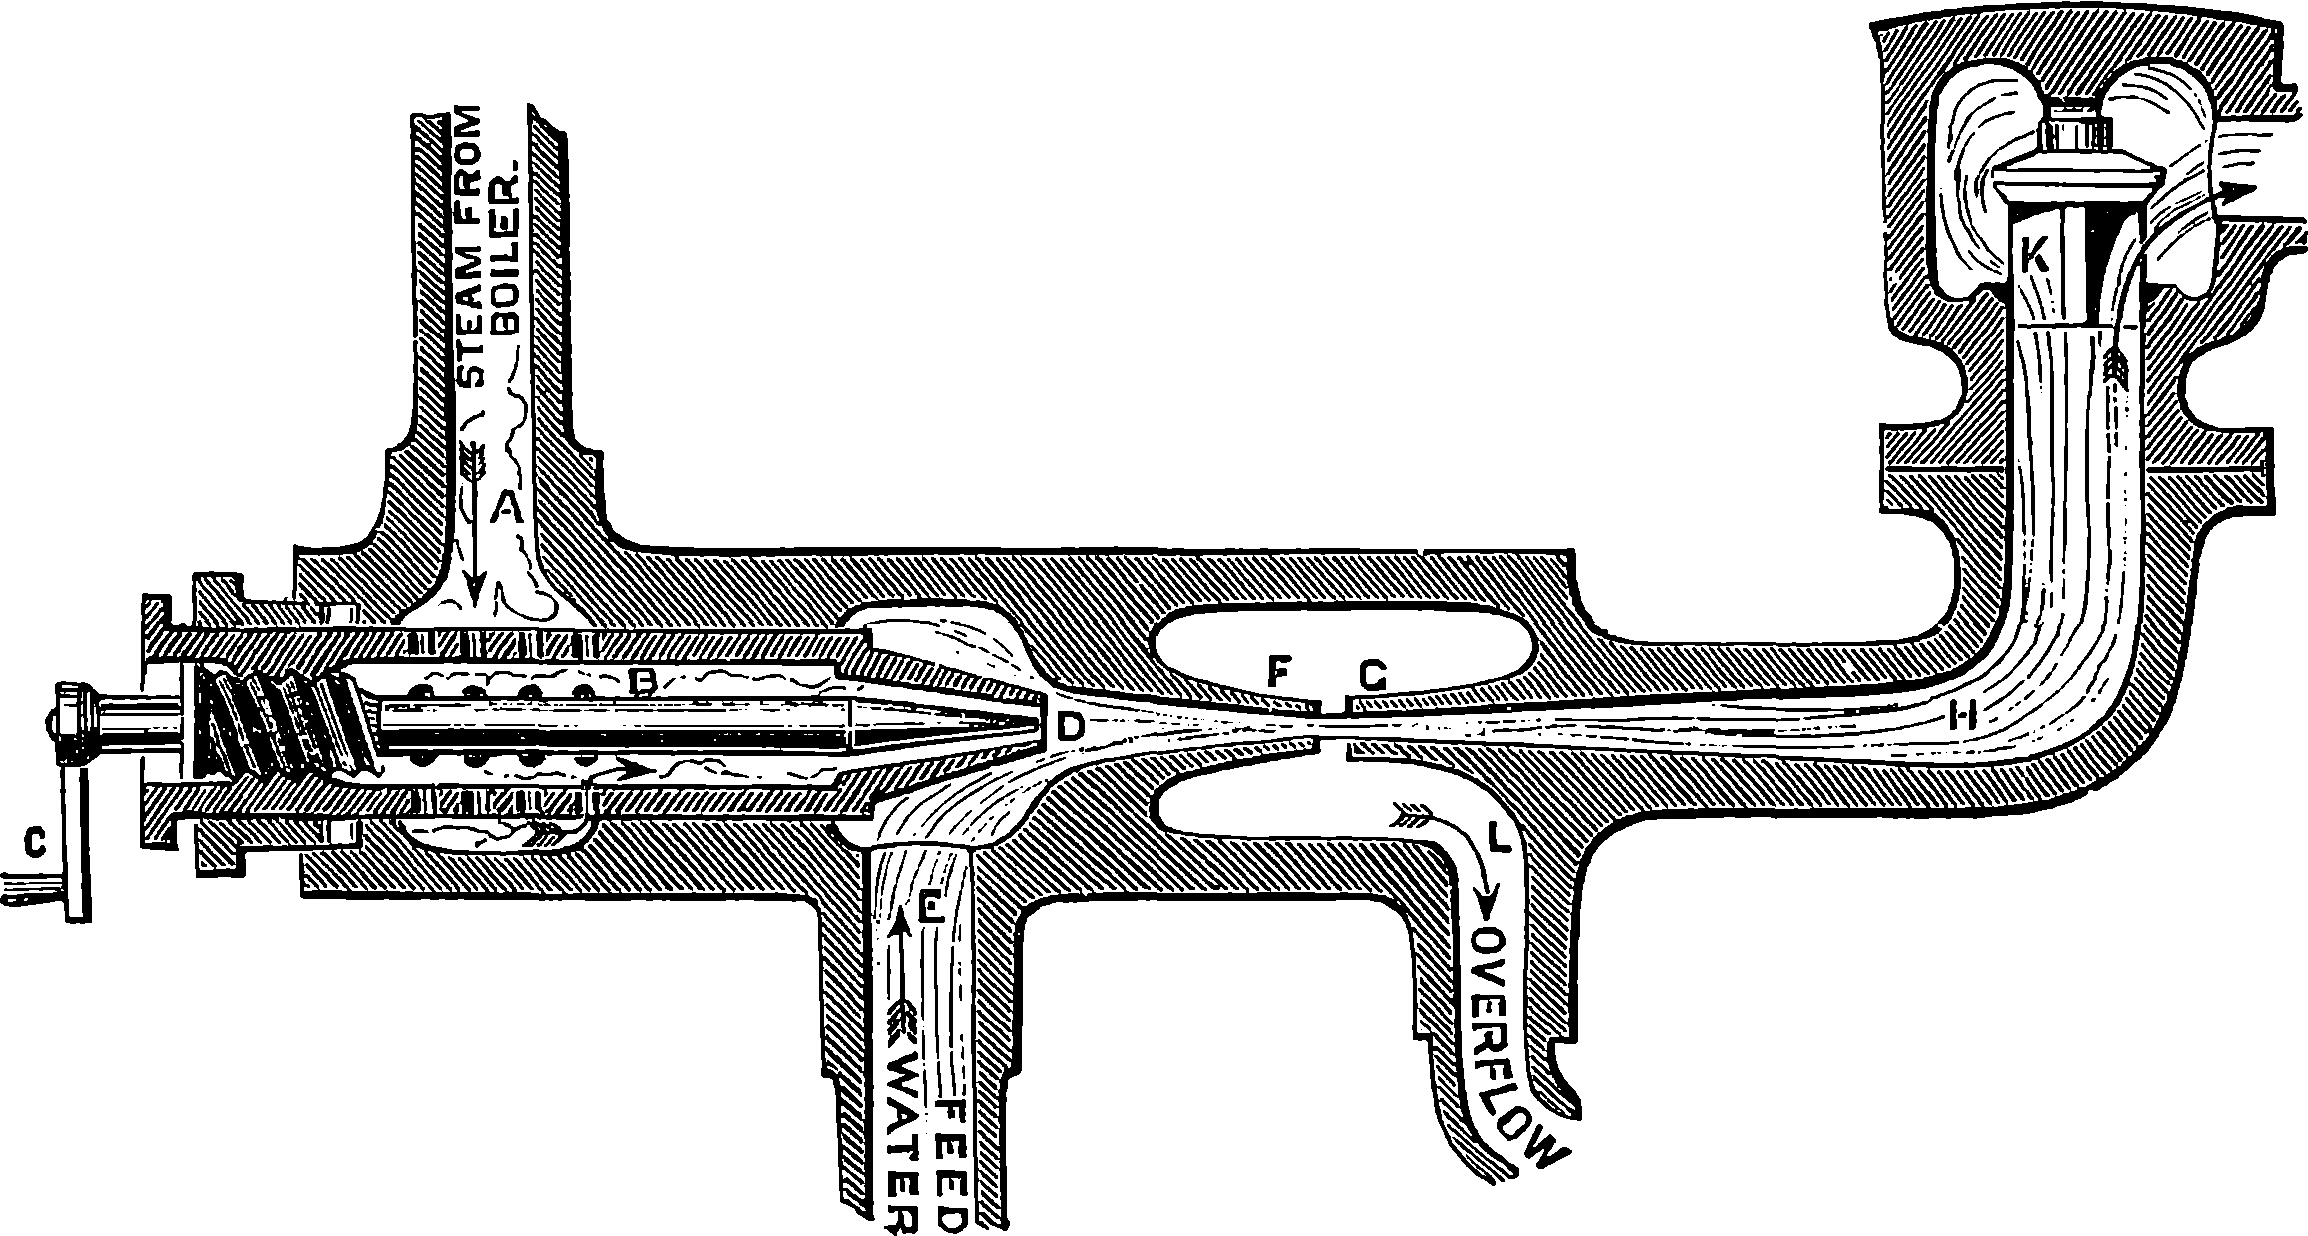 STEAM FROM
BOILER.
A
K
B
F
G
D
H
C
L
E
OVERFLOW
FEED
WATER